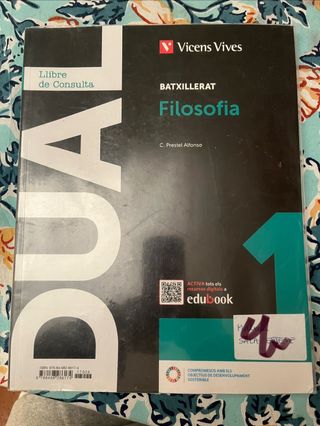 Vicens Vives
Llibre
de Consulta
BATXILLERAT
Filosofia
C. Prestel Alfonso
DUAL
1
ACTIVA tots els
recursos digitals a
edubook
COMPROMESOS AMB ELS
OBJECTIUS DE DESENVOLUPAMENT
SOSTENIBLE